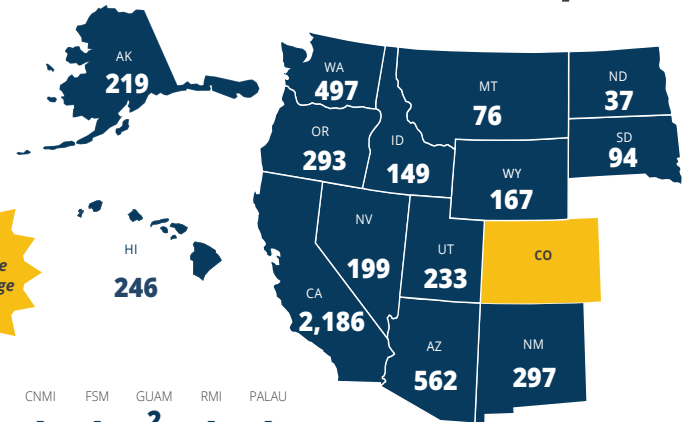 AK
219
WA
497
MT
76
ND
37
OR
293
ID
149
SD
94
WY
167
HI
246
NV
199
UT
233
CO
CA
2,186
AZ
562
NM
297
CNMI FSM GUAM RMI PALAU
- - 2 - -